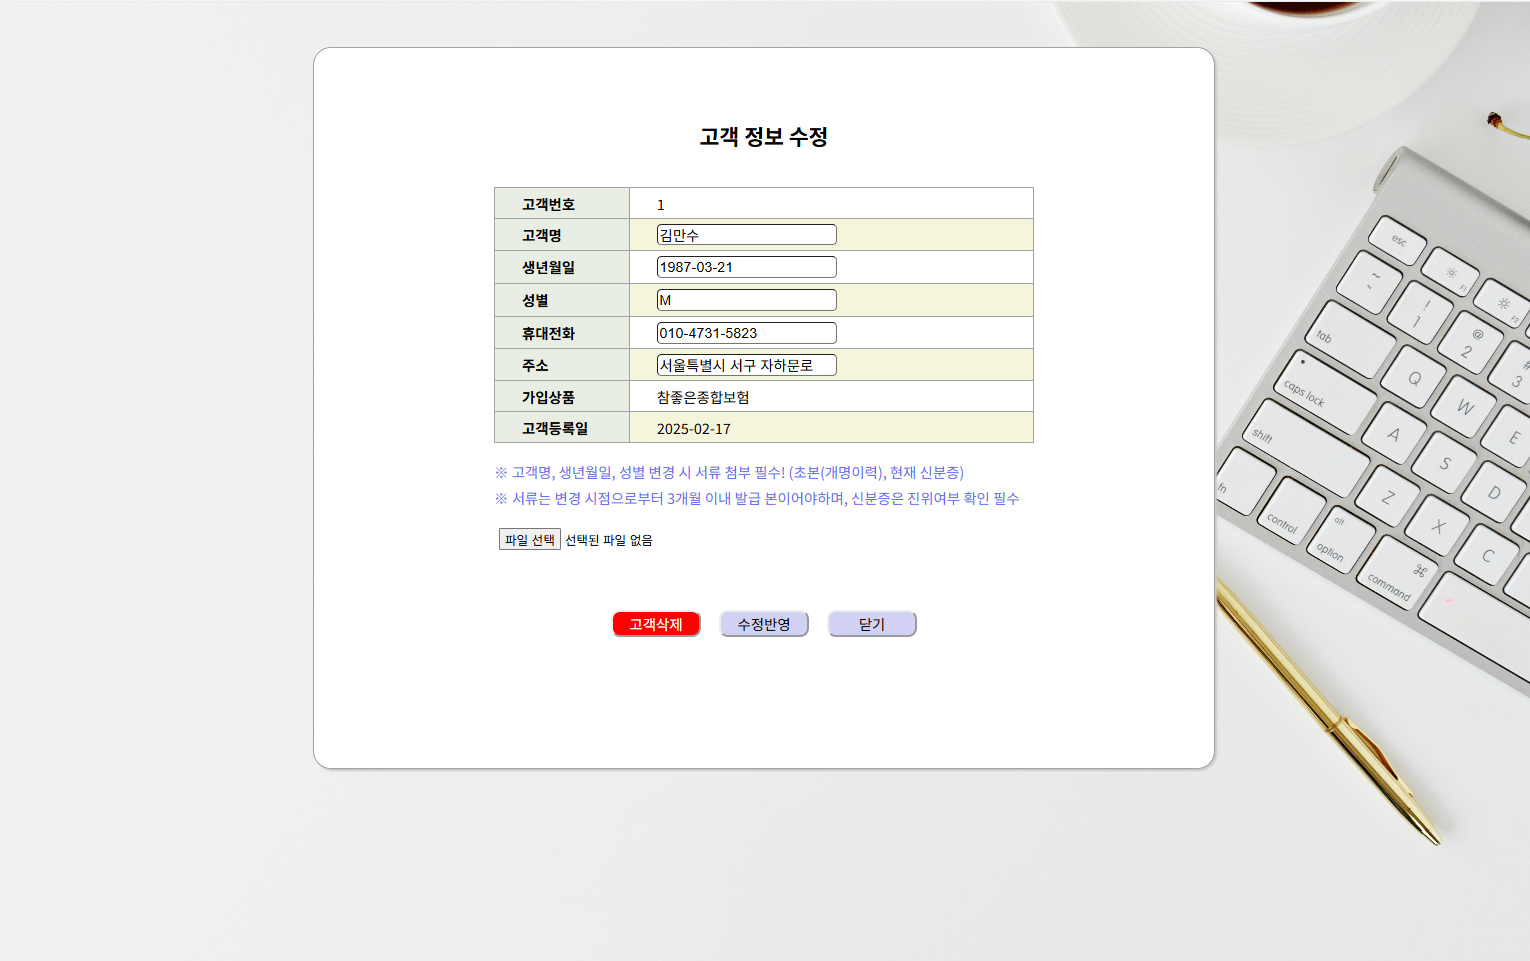 고객 정보 수정
고객번호 1
고객명 김만수
생년월일 1987-03-21
성별 M
휴대전화 010-4731-5823
주소 서울특별시 서구 자하문로
가입상품 참좋은종합보험
고객등록일 2025-02-17
※ 고객명, 생년월일, 성별 변경 시 서류 첨부 필수! (초본(개명이력), 현재 신분증)
※ 서류는 변경 시점으로부터 3개월 이내 발급 본이어야하며, 신분증은 진위여부 확인 필수
파일 선택 선택된 파일 없음
고객삭제 수정반영 닫기
esc F1 F2
~ ! 1 @ 2 # 3
tab Q W E
caps lock A S D
shift Z X C
fn control alt option ⌘ command